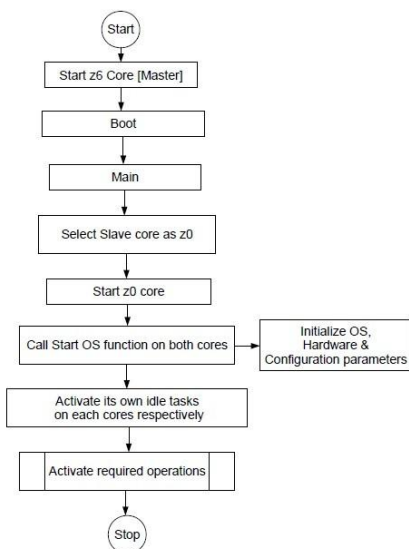 Start
Start z6 Core [Master]
Boot
Main
Select Slave core as z0
Start z0 core
Call Start OS function on both cores
Initialize OS,
Hardware &
Configuration parameters
Activate its own idle tasks
on each cores respectively
Activate required operations
Stop